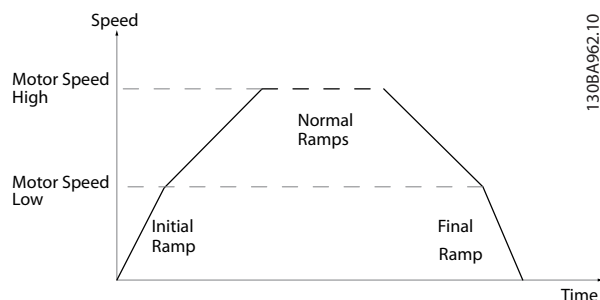 Speed
130BA962.10
Motor Speed
High
Normal
Ramps
Motor Speed
Low
Initial
Ramp
Final
Ramp
Time